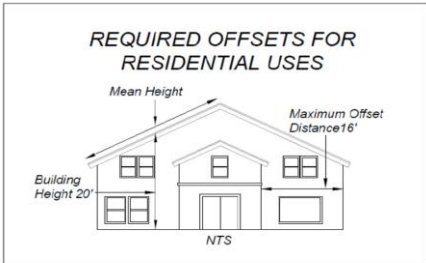 REQUIRED OFFSETS FOR
RESIDENTIAL USES
Mean Height
Maximum Offset
Distance16'
Building
Height 20'
NTS